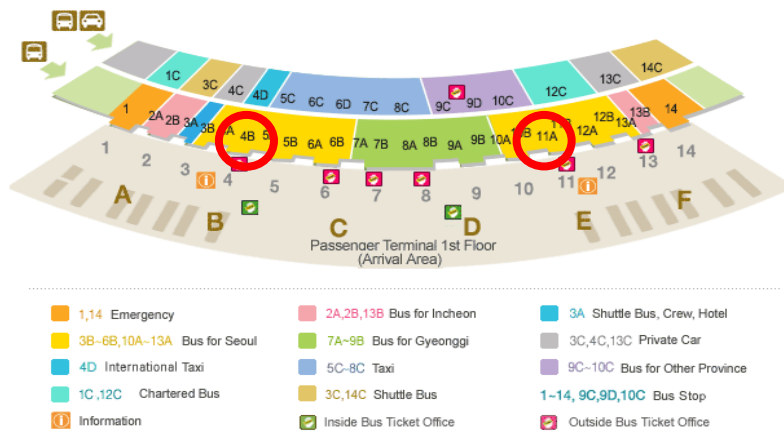 1C 3C 4C 4D 5C 6C 6D 7C 8C 9C 9D 10C 12C 13C 14C
1 2A 2B 3A 3B 4B 5B 6A 6B 7A 7B 8A 8B 9A 9B 10A 11A 12A 12B 13A 13B 14
1 2 3 4 5 6 7 8 9 10 11 12 13 14
A B C D E F
Passenger Terminal 1st Floor
(Arrival Area)
1,14 Emergency
2A,2B,13B Bus for Incheon
3A Shuttle Bus, Crew, Hotel
3B~6B,10A~13A Bus for Seoul
7A~9B Bus for Gyeonggi
3C,4C,13C Private Car
4D International Taxi
5C~8C Taxi
9C~10C Bus for Other Province
1C ,12C Chartered Bus
3C,14C Shuttle Bus
1~14, 9C,9D,10C Bus Stop
Information
Inside Bus Ticket Office
Outside Bus Ticket Office